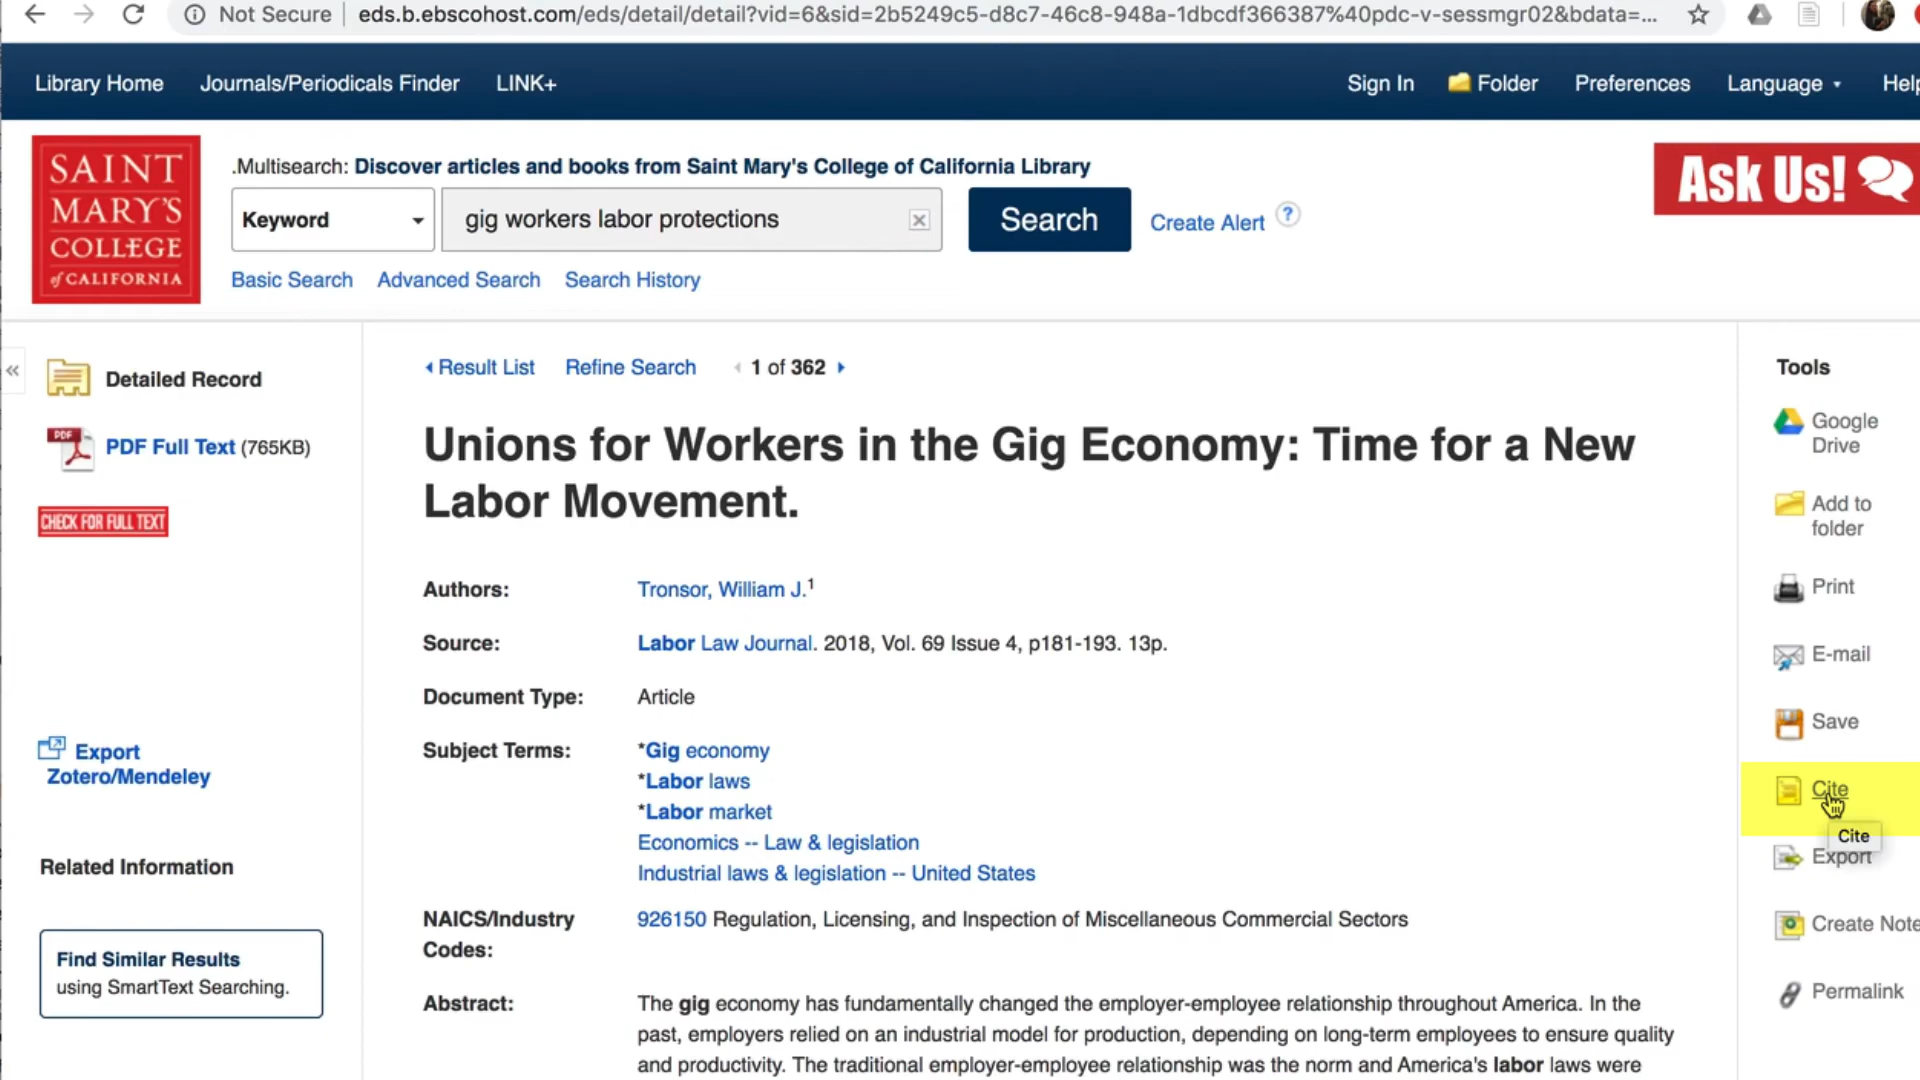 Not Secure
eds.b.ebscohost.com/eds/detail/detail?vid=6&sid=2b5249c5-d8c7-46c8-948a-1dbcdf366387%40pdc-v-sessmgr02&bdata=...
Library Home Journals/Periodicals Finder LINK+ Sign In Folder Preferences Language Help
SAINT
MARY'S
COLLEGE
of CALIFORNIA
.Multisearch: Discover articles and books from Saint Mary's College of California Library
Keyword gig workers labor protections Search Create Alert ?
Basic Search Advanced Search Search History
Ask Us!
« Detailed Record
PDF PDF Full Text (765KB)
CHECK FOR FULL TEXT
Export
Zotero/Mendeley
Related Information
Find Similar Results
using SmartText Searching.
Result List Refine Search 1 of 362
Unions for Workers in the Gig Economy: Time for a New
Labor Movement.
Authors: Tronsor, William J.1
Source: Labor Law Journal. 2018, Vol. 69 Issue 4, p181-193. 13p.
Document Type: Article
Subject Terms: *Gig economy
*Labor laws
*Labor market
Economics -- Law & legislation
Industrial laws & legislation -- United States
NAICS/Industry
Codes: 926150 Regulation, Licensing, and Inspection of Miscellaneous Commercial Sectors
Abstract: The gig economy has fundamentally changed the employer-employee relationship throughout America. In the
past, employers relied on an industrial model for production, depending on long-term employees to ensure quality
and productivity. The traditional employer-employee relationship was the norm and America's labor laws were
Tools
Google
Drive
Add to
folder
Print
E-mail
Save
Cite
Cite
Export
Create Note
Permalink